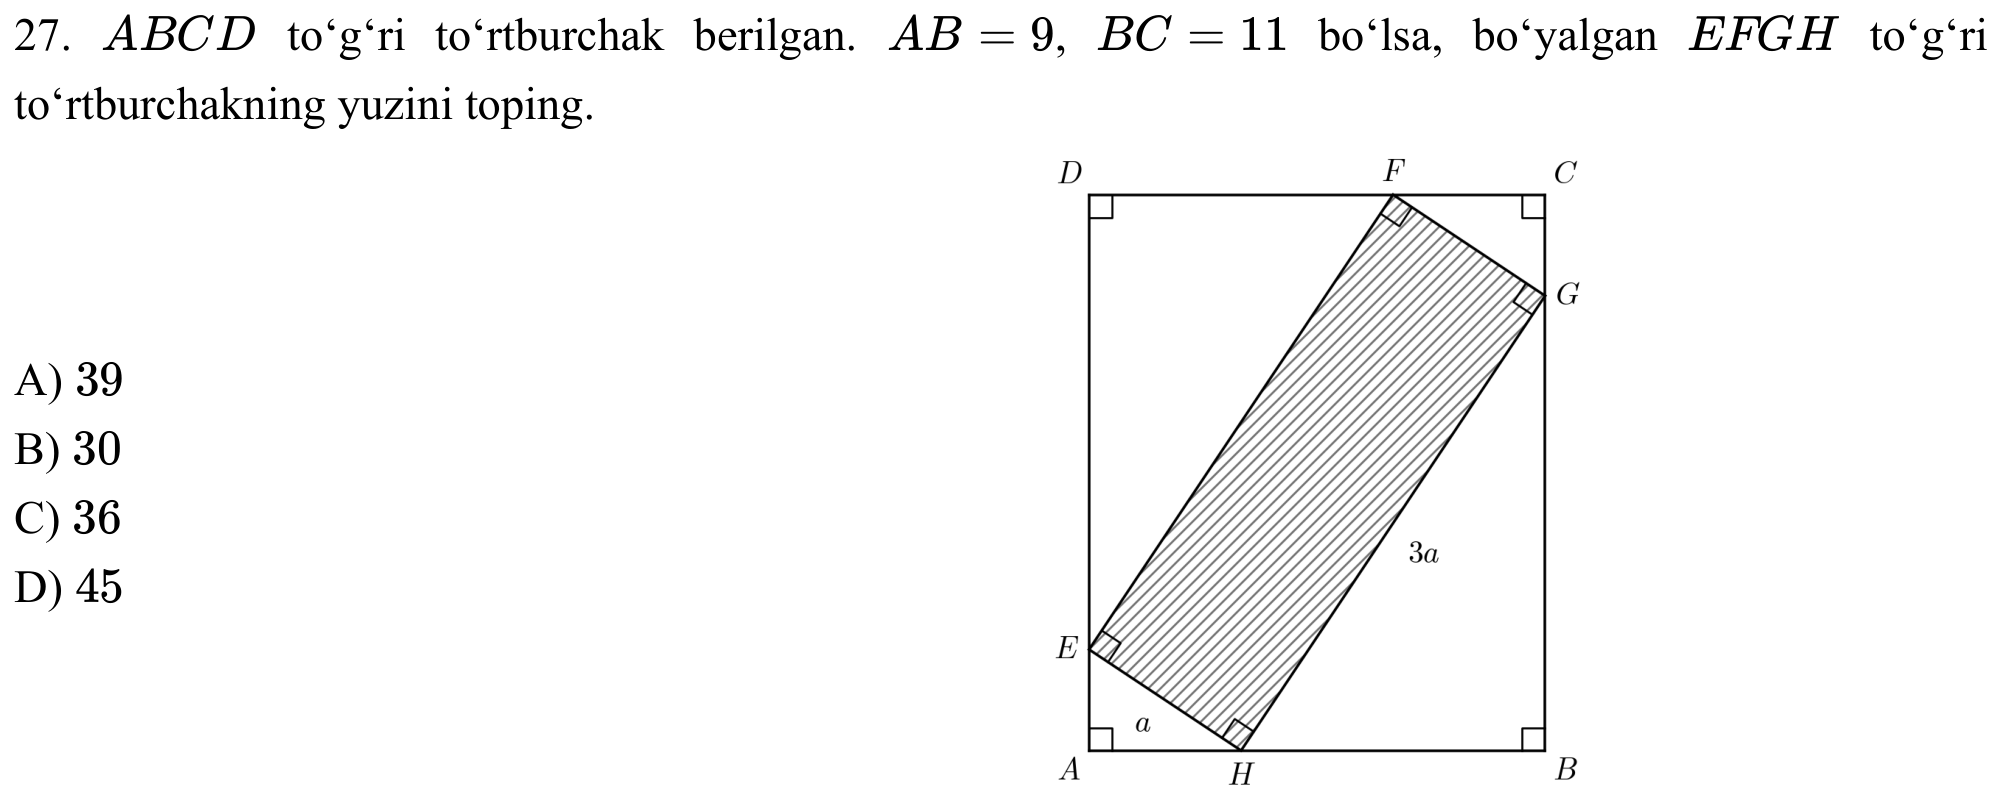 27. ABCD to‘g‘ri to‘rtburchak berilgan. AB = 9, BC = 11 bo‘lsa, bo‘yalgan EFGH to‘g‘ri
to‘rtburchakning yuzini toping.
D F C
G
A) 39
B) 30
C) 36
3a
D) 45
E
a
A H B